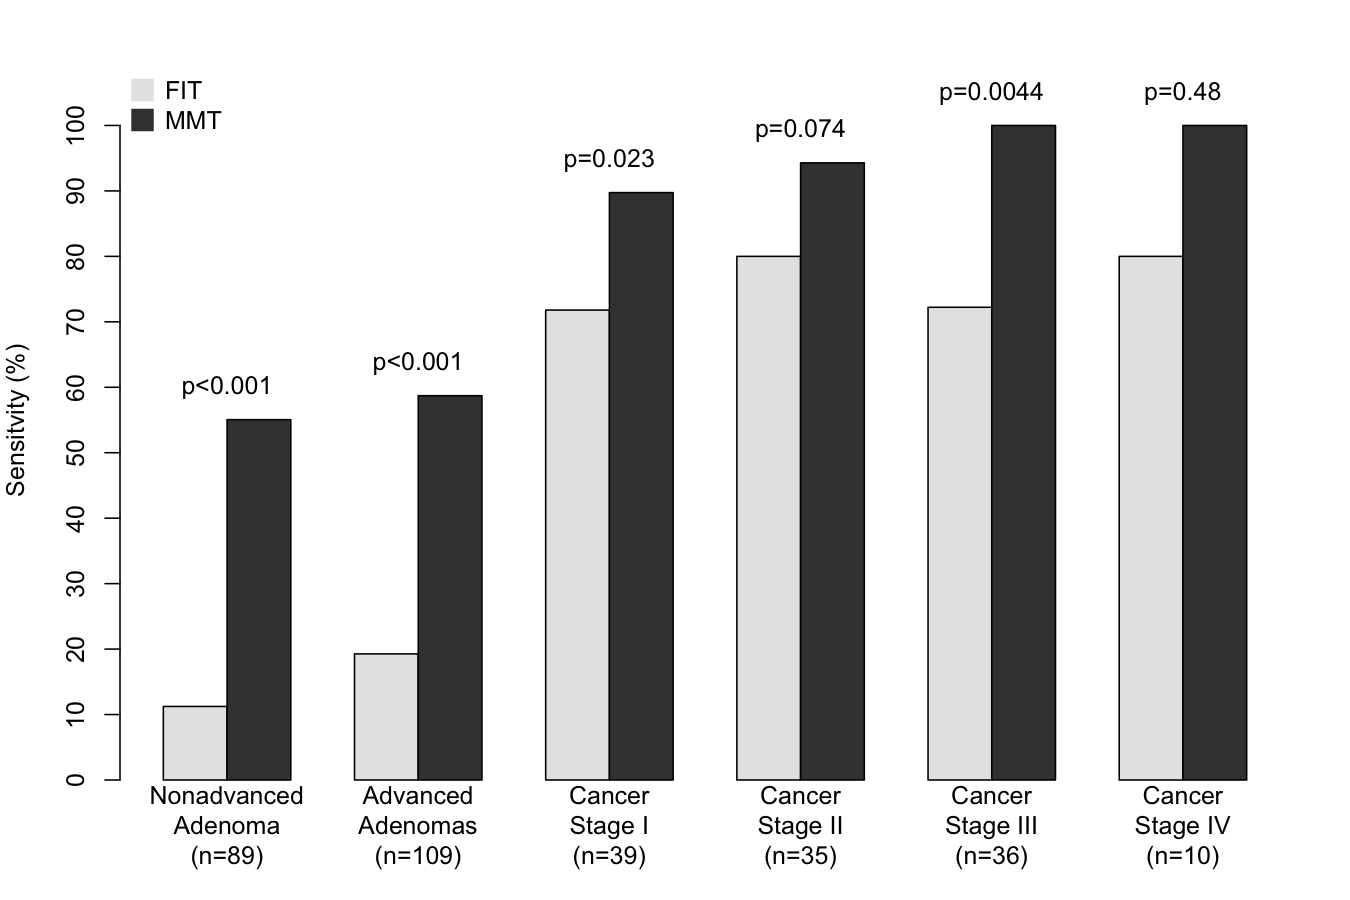 FIT
MMT
p<0.001
p<0.001
p=0.023
p=0.074
p=0.0044
p=0.48
Sensitvity (%)
100
90
80
70
60
50
40
30
20
10
0
Nonadvanced
Adenoma
(n=89)
Advanced
Adenomas
(n=109)
Cancer
Stage I
(n=39)
Cancer
Stage II
(n=35)
Cancer
Stage III
(n=36)
Cancer
Stage IV
(n=10)